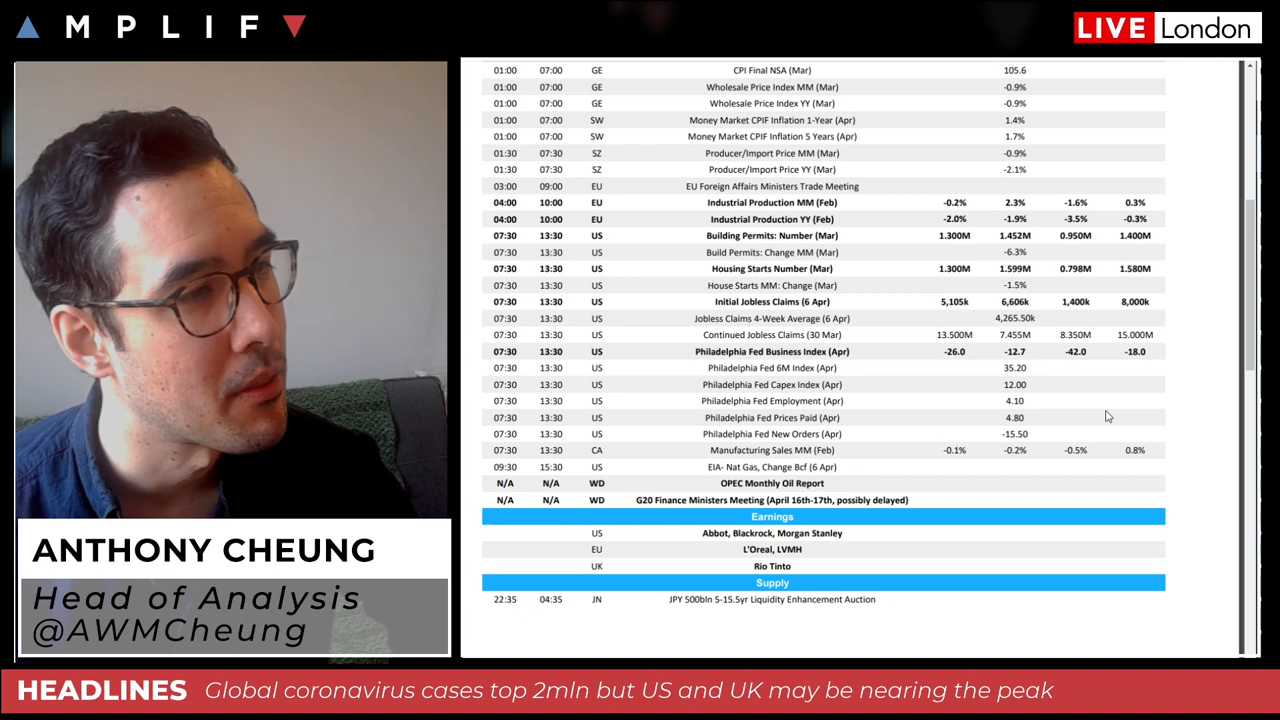 AMPLIFY
LIVE London
01:00 07:00 GE CPI Final NSA (Mar) 105.6
01:00 07:00 GE Wholesale Price Index MM (Mar) -0.9%
01:00 07:00 GE Wholesale Price Index YY (Mar) -0.9%
01:00 07:00 SW Money Market CPIF Inflation 1-Year (Apr) 1.4%
01:00 07:00 SW Money Market CPIF Inflation 5 Years (Apr) 1.7%
01:30 07:30 SZ Producer/Import Price MM (Mar) -0.9%
01:30 07:30 SZ Producer/Import Price YY (Mar) -2.1%
03:00 09:00 EU EU Foreign Affairs Ministers Trade Meeting
04:00 10:00 EU Industrial Production MM (Feb) -0.2% 2.3% -1.6% 0.3%
04:00 10:00 EU Industrial Production YY (Feb) -2.0% -1.9% -3.5% -0.3%
07:30 13:30 US Building Permits: Number (Mar) 1.300M 1.452M 0.950M 1.400M
07:30 13:30 US Build Permits: Change MM (Mar) -6.3%
07:30 13:30 US Housing Starts Number (Mar) 1.300M 1.599M 0.798M 1.580M
07:30 13:30 US House Starts MM: Change (Mar) -1.5%
07:30 13:30 US Initial Jobless Claims (6 Apr) 5,105k 6,606k 1,400k 8,000k
07:30 13:30 US Jobless Claims 4-Week Average (6 Apr) 4,265.50k
07:30 13:30 US Continued Jobless Claims (30 Mar) 13.500M 7.455M 8.350M 15.000M
07:30 13:30 US Philadelphia Fed Business Index (Apr) -26.0 -12.7 -42.0 -18.0
07:30 13:30 US Philadelphia Fed 6M Index (Apr) 35.20
07:30 13:30 US Philadelphia Fed Capex Index (Apr) 12.00
07:30 13:30 US Philadelphia Fed Employment (Apr) 4.10
07:30 13:30 US Philadelphia Fed Prices Paid (Apr) 4.80
07:30 13:30 US Philadelphia Fed New Orders (Apr) -15.50
07:30 13:30 CA Manufacturing Sales MM (Feb) -0.1% -0.2% -0.5% 0.8%
09:30 15:30 US EIA- Nat Gas, Change Bcf (6 Apr)
N/A N/A WD OPEC Monthly Oil Report
N/A N/A WD G20 Finance Ministers Meeting (April 16th-17th, possibly delayed)
Earnings
US Abbot, Blackrock, Morgan Stanley
EU L'Oreal, LVMH
UK Rio Tinto
Supply
22:35 04:35 JN JPY 500bln 5-15.5yr Liquidity Enhancement Auction
ANTHONY CHEUNG
Head of Analysis
@AWMCheung
HEADLINES Global coronavirus cases top 2mln but US and UK may be nearing the peak